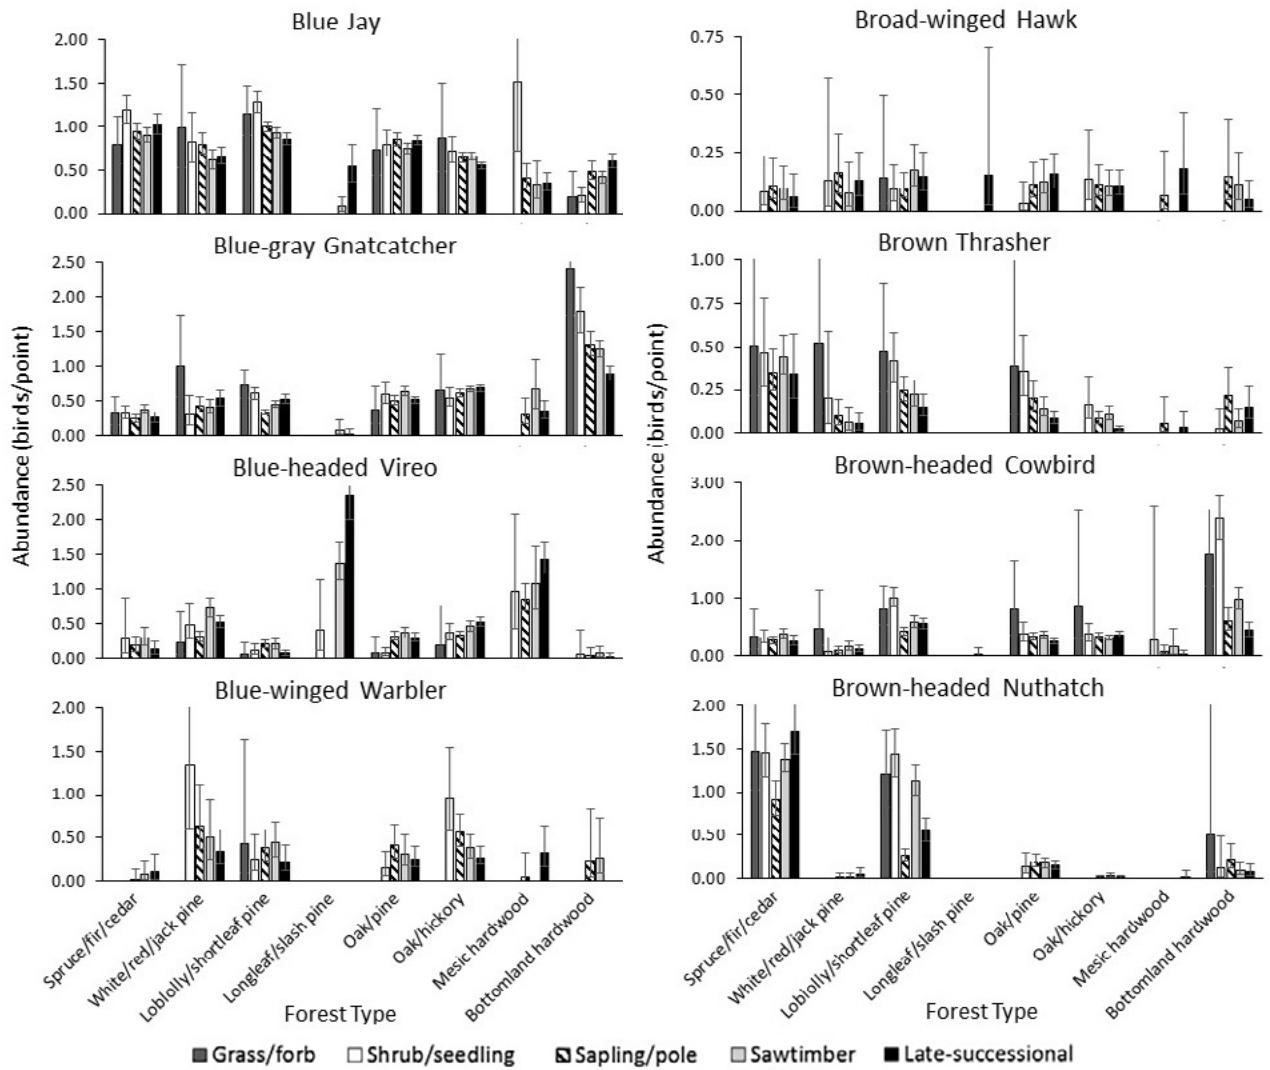 Blue Jay
2.00
1.50
1.00
0.50
0.00
Blue-gray Gnatcatcher
2.50
2.00
1.50
1.00
0.50
0.00
Blue-headed Vireo
2.50
2.00
1.50
1.00
0.50
0.00
Blue-winged Warbler
2.00
1.50
1.00
0.50
0.00
Abundance (birds/point)
Spruce/fir/cedar
White/red/jack pine
Loblolly/shortleaf pine
Longleaf/slash pine
Oak/pine
Oak/hickory
Mesic hardwood
Bottomland hardwood
Forest Type
Broad-winged Hawk
0.75
0.50
0.25
0.00
Brown Thrasher
1.00
0.75
0.50
0.25
0.00
Brown-headed Cowbird
3.00
2.00
1.00
0.00
Brown-headed Nuthatch
2.00
1.50
1.00
0.50
0.00
Abundance (birds/point)
Spruce/fir/cedar
White/red/jack pine
Loblolly/shortleaf pine
Longleaf/slash pine
Oak/pine
Oak/hickory
Mesic hardwood
Bottomland hardwood
Forest Type
Grass/forb Shrub/seedling Sapling/pole Sawtimber Late-successional